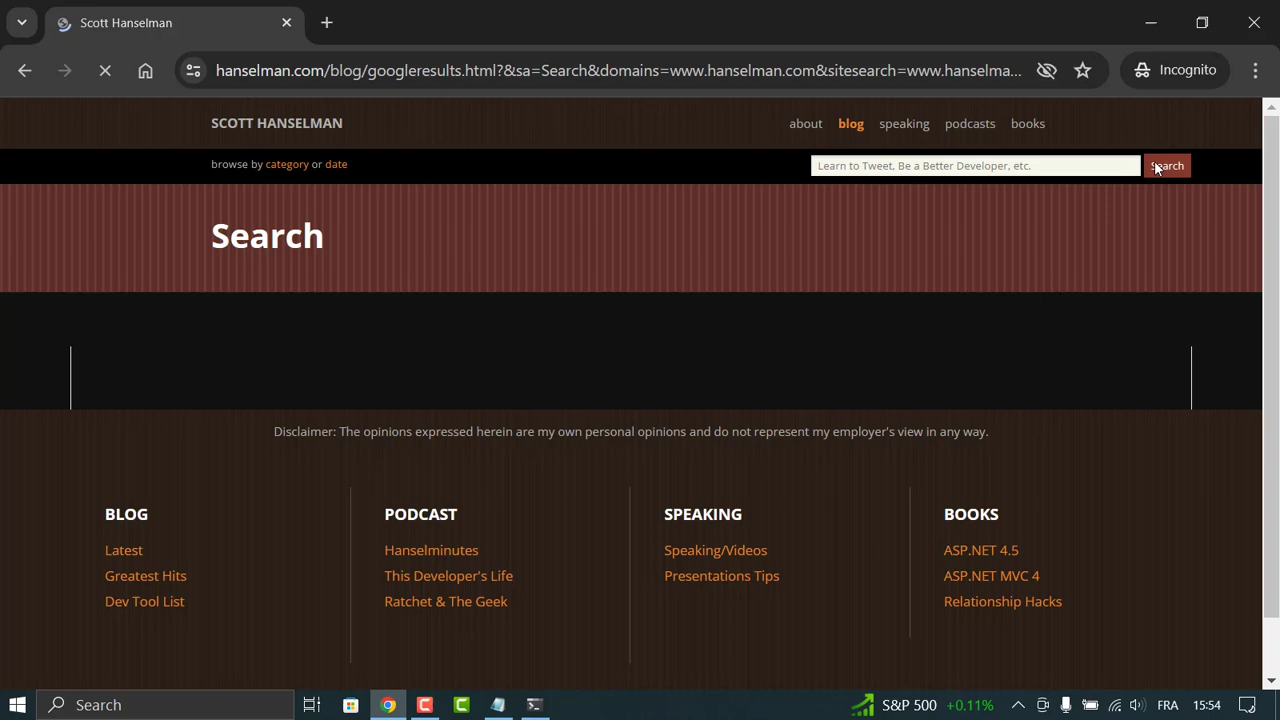 Scott Hanselman
hanselman.com/blog/googleresults.html?&sa=Search&domains=www.hanselman.com&sitesearch=www.hanselma...
Incognito
SCOTT HANSELMAN
about blog speaking podcasts books
browse by category or date
Learn to Tweet, Be a Better Developer, etc.
Search
Search
Disclaimer: The opinions expressed herein are my own personal opinions and do not represent my employer's view in any way.
BLOG
Latest
Greatest Hits
Dev Tool List
PODCAST
Hanselminutes
This Developer's Life
Ratchet & The Geek
SPEAKING
Speaking/Videos
Presentations Tips
BOOKS
ASP.NET 4.5
ASP.NET MVC 4
Relationship Hacks
Search
S&P 500 +0.11%
FR
15:54